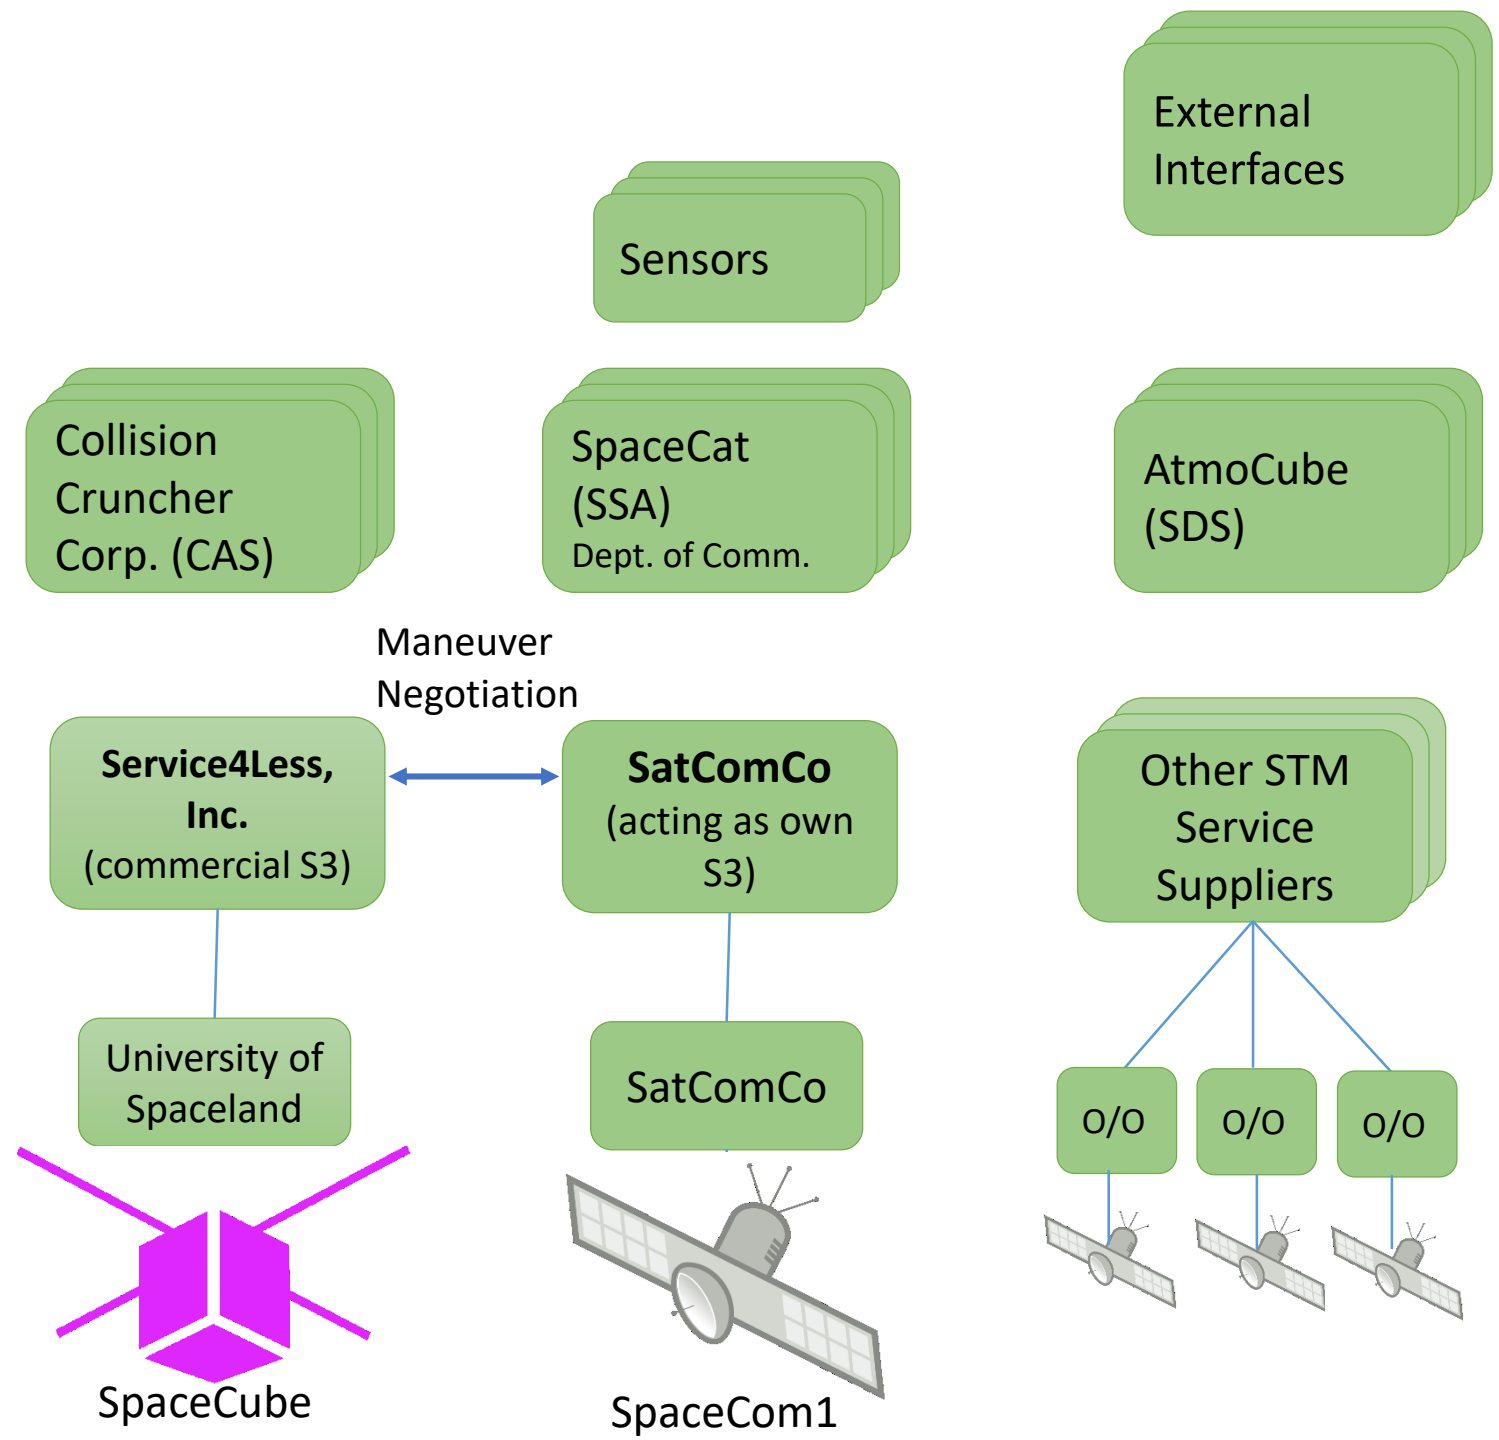 External
Interfaces
Sensors
Collision
Cruncher
Corp. (CAS)
SpaceCat
(SSA)
Dept. of Comm.
AtmoCube
(SDS)
Maneuver
Negotiation
Service4Less,
Inc.
(commercial S3)
SatComCo
(acting as own
S3)
Other STM
Service
Suppliers
University of
Spaceland
SatComCo
O/O
O/O
O/O
SpaceCube
SpaceCom1